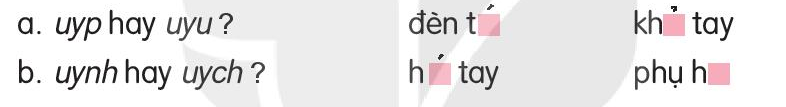 a. uyp hay uyu? đèn t□́ kh□̉ tay
b. uynh hay uych? h□́ tay phụ h□